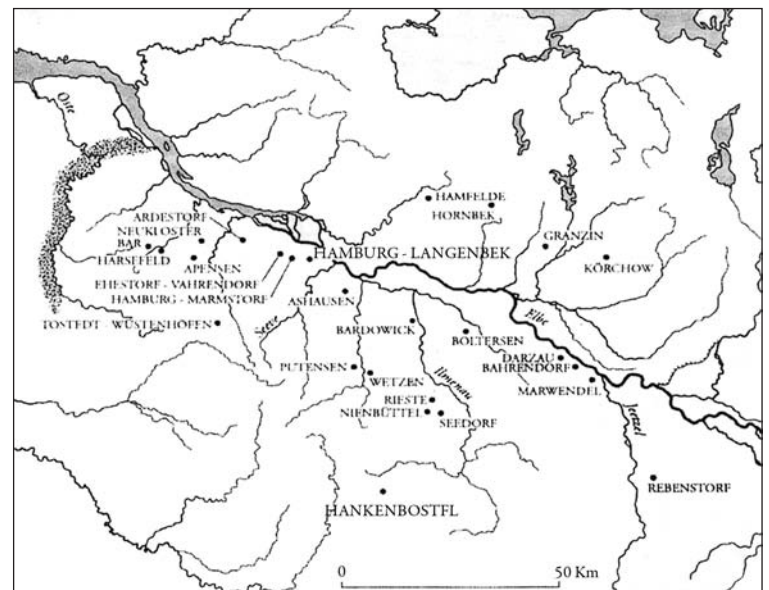 Oste
HAMFELDE
HORNBEK
ARDESTORF
NEUKLOSTER
BAR
HARSEFELD
APENSEN
GRANZIN
KÖRCHOW
HAMBURG - LANGENBEK
EHESTORF - VAHRENDORF
HAMBURG - MARMSTORF
ASHAUSEN
TOSTEDT - WÜSTENHÖFEN
Seeve
BARDOWICK
BOLTERSEN
Elbe
DARZAU
BAHRENDORF
MARWENDEL
PUTENSEN
WETZEN
Ilmenau
RIESTE
NIENBÜTTEL
SEEDORF
Jeetzel
REBENSTORF
HANKENBOSTEL
0 50 Km